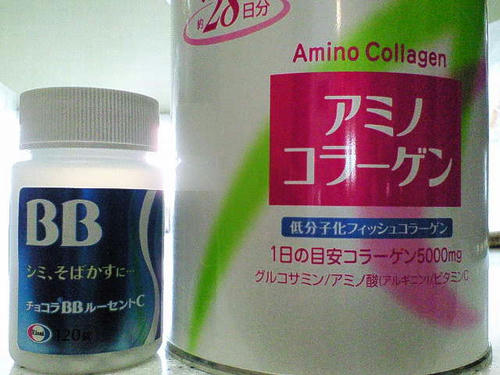 約28日分
Amino Collagen
アミノ
コラーゲン
低分子化フィッシュコラーゲン
1日の目安コラーゲン5000mg
グルコサミン/アミノ酸(アルギニン)/ビタミンC
BB
シミ、そばかすに…
チョコラBBルーセントC
Eisai
120錠